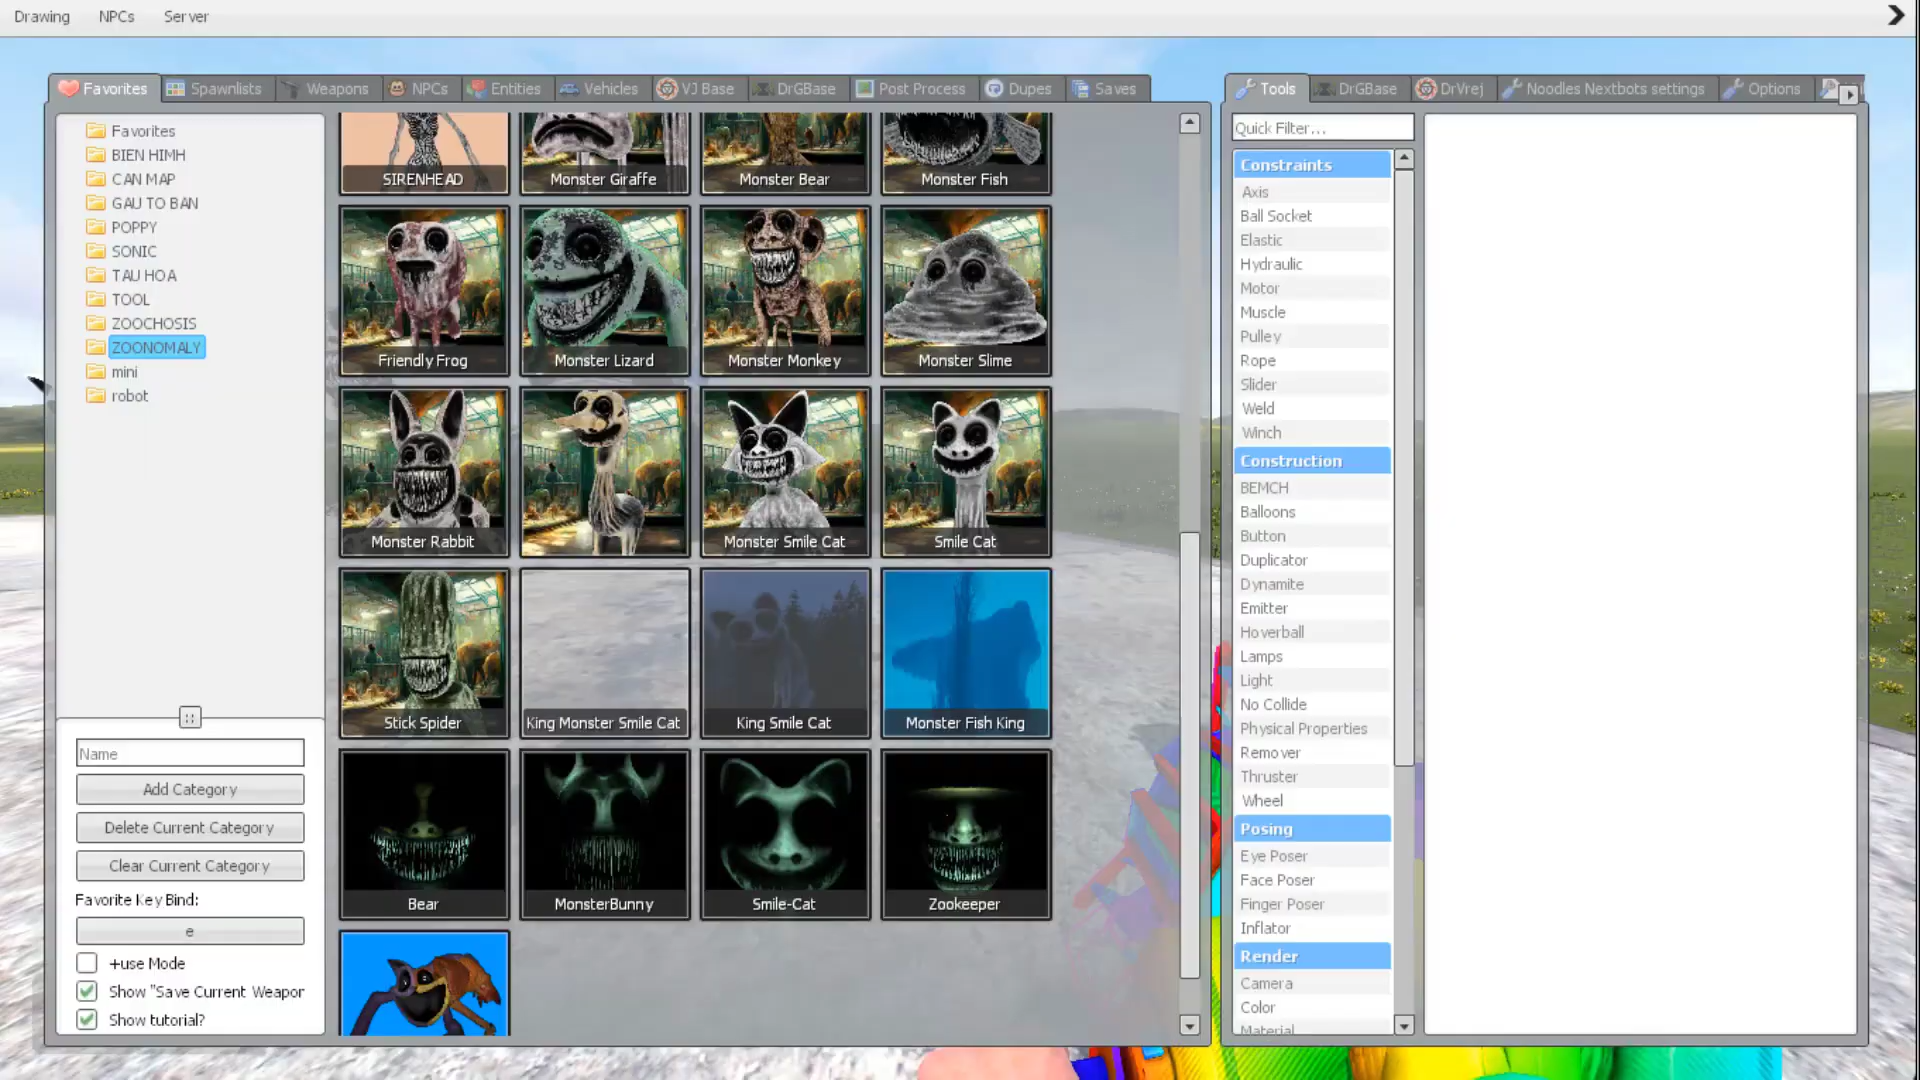 Drawing NPCs Server
Favorites Spawnlists Weapons NPCs Entities Vehicles VJ Base DrGBase Post Process Dupes Saves
Tools DrGBase DrVrej Noodles Nextbots settings Options
Favorites
BIEN HIMH
CAN MAP
GAU TO BAN
POPPY
SONIC
TAU HOA
TOOL
ZOOCHOSIS
ZOONOMALY
mini
robot
Name
Add Category
Delete Current Category
Clear Current Category
Favorite Key Bind:
e
+use Mode
Show "Save Current Weapor
Show tutorial?
SIRENHEAD Monster Giraffe Monster Bear Monster Fish
Friendly Frog Monster Lizard Monster Monkey Monster Slime
Monster Rabbit Monster Smile Cat Smile Cat
Stick Spider King Monster Smile Cat King Smile Cat Monster Fish King
Bear MonsterBunny Smile-Cat Zookeeper
Quick Filter...
Constraints
Axis
Ball Socket
Elastic
Hydraulic
Motor
Muscle
Pulley
Rope
Slider
Weld
Winch
Construction
BEMCH
Balloons
Button
Duplicator
Dynamite
Emitter
Hoverball
Lamps
Light
No Collide
Physical Properties
Remover
Thruster
Wheel
Posing
Eye Poser
Face Poser
Finger Poser
Inflator
Render
Camera
Color
Material